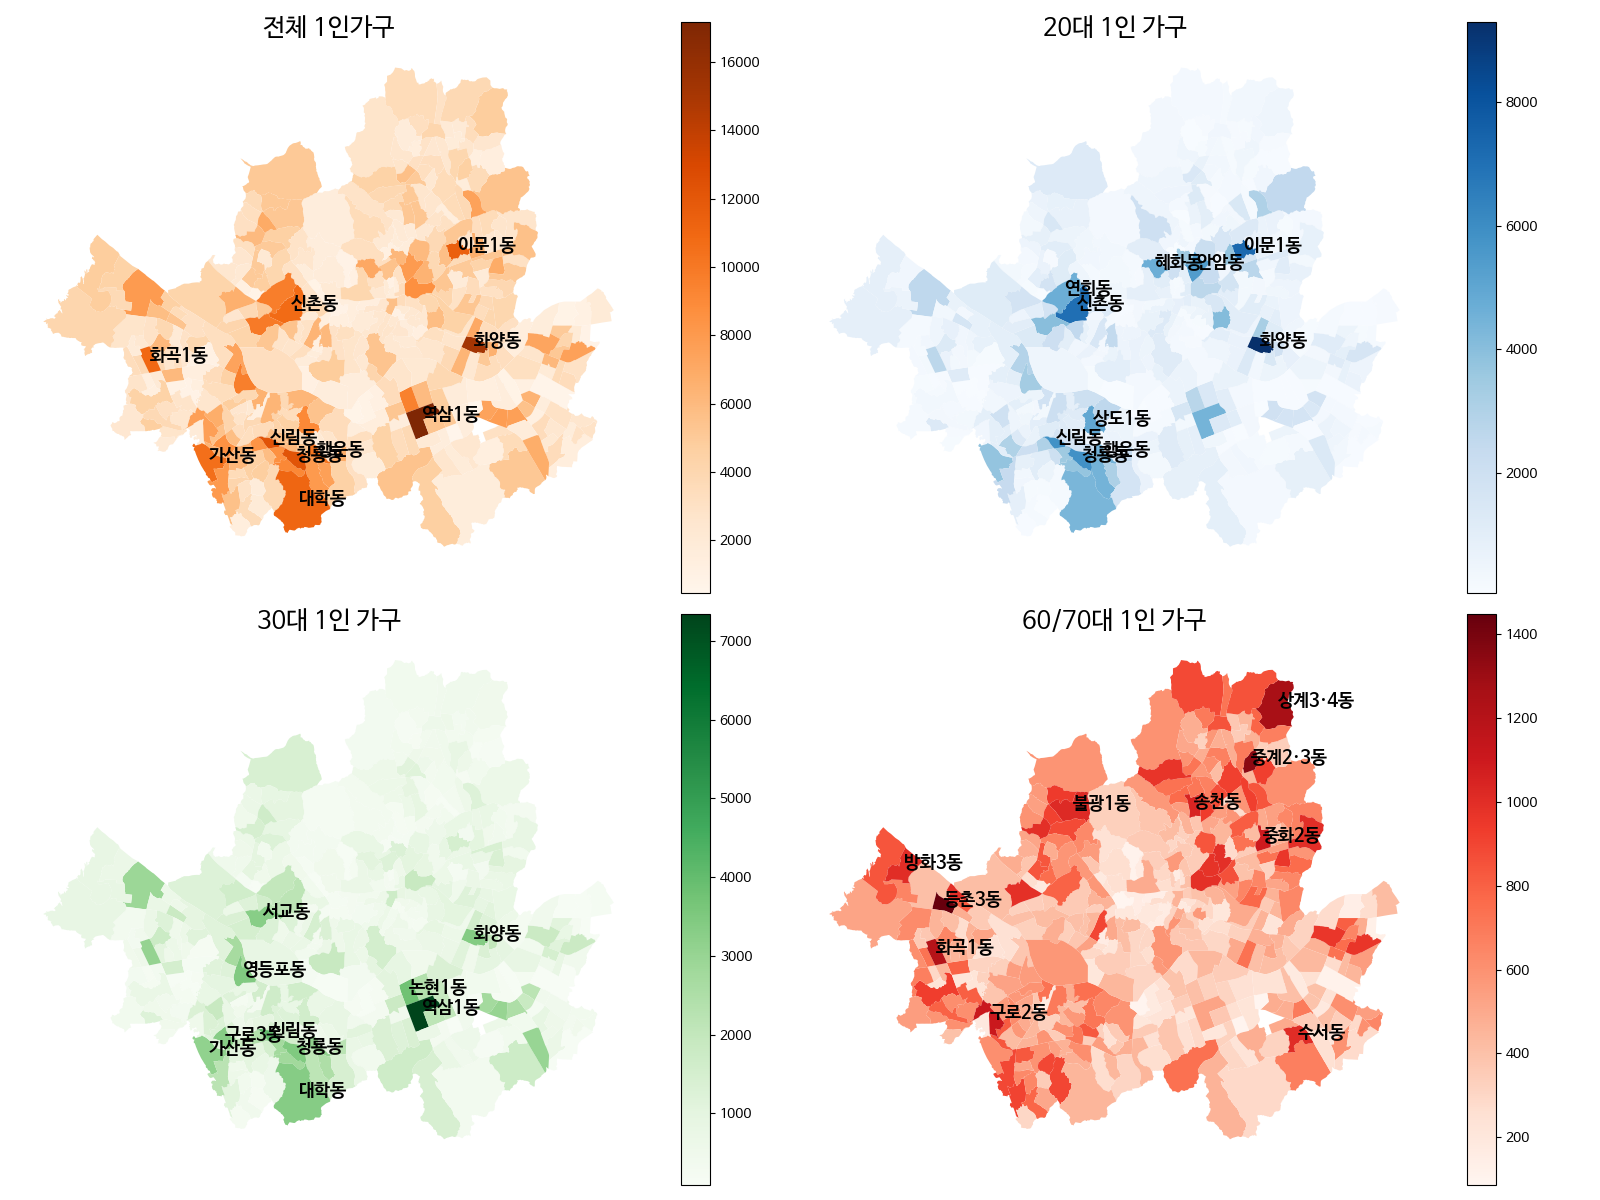 전체 1인가구
16000
14000
12000
10000
8000
6000
4000
2000
이문1동
신촌동
화양동
화곡1동
역삼1동
신림동
행운동
청룡동
가산동
대학동
20대 1인 가구
8000
6000
4000
2000
이문1동
혜화동
안암동
연희동
신촌동
화양동
상도1동
신림동
행운동
청룡동
30대 1인 가구
7000
6000
5000
4000
3000
2000
1000
서교동
화양동
영등포동
논현1동
역삼1동
신림동
구로3동
가산동
청룡동
대학동
60/70대 1인 가구
1400
1200
1000
800
600
400
200
상계3·4동
중계2·3동
불광1동
송천동
중화2동
방화3동
등촌3동
화곡1동
구로2동
수서동